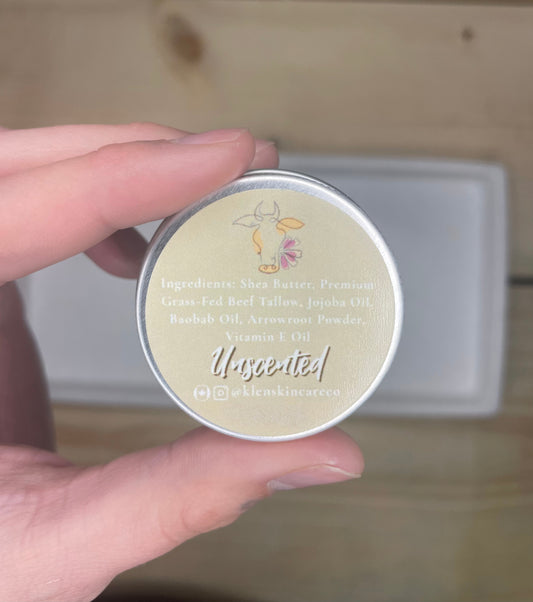 Ingredients: Shea Butter, Premium
Grass-Fed Beef Tallow, Jojoba Oil,
Baobab Oil, Arrowroot Powder,
Vitamin E Oil
Unscented
@klenskincareco